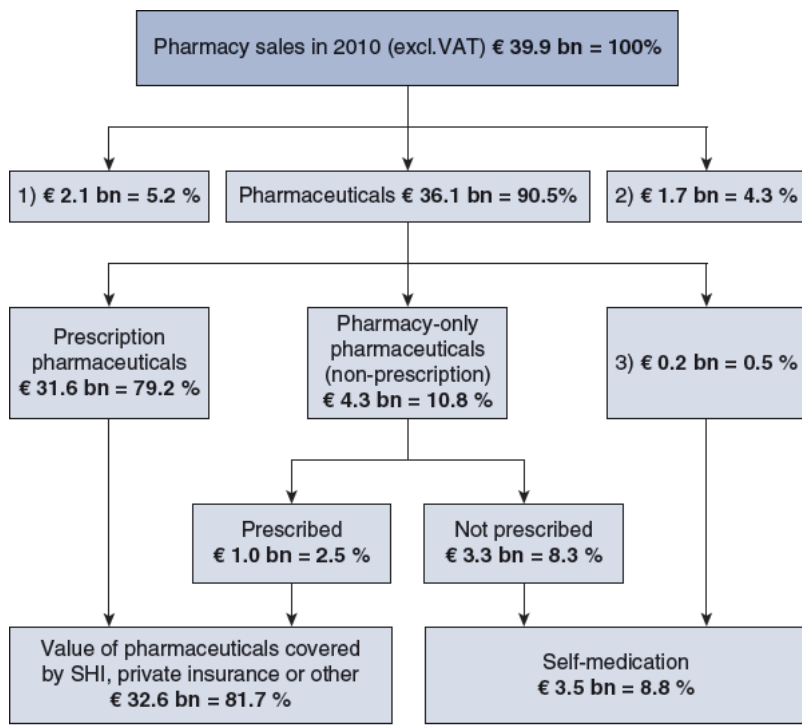 Pharmacy sales in 2010 (excl.VAT) € 39.9 bn = 100%
1) € 2.1 bn = 5.2 %
Pharmaceuticals € 36.1 bn = 90.5%
2) € 1.7 bn = 4.3 %
Prescription
pharmaceuticals
€ 31.6 bn = 79.2 %
Pharmacy-only
pharmaceuticals
(non-prescription)
€ 4.3 bn = 10.8 %
3) € 0.2 bn = 0.5 %
Prescribed
€ 1.0 bn = 2.5 %
Not prescribed
€ 3.3 bn = 8.3 %
Value of pharmaceuticals covered
by SHI, private insurance or other
€ 32.6 bn = 81.7 %
Self-medication
€ 3.5 bn = 8.8 %